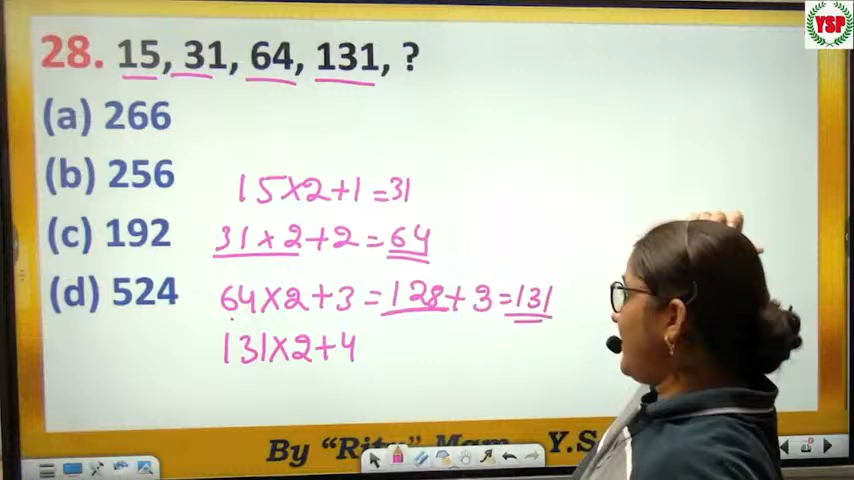 YSP
28. 15, 31, 64, 131, ?
(a) 266
(b) 256
(c) 192
(d) 524
15×2+1=31
31×2+2=64
64×2+3=128+3=131
131×2+4
By "Ritu" Mam Y.S